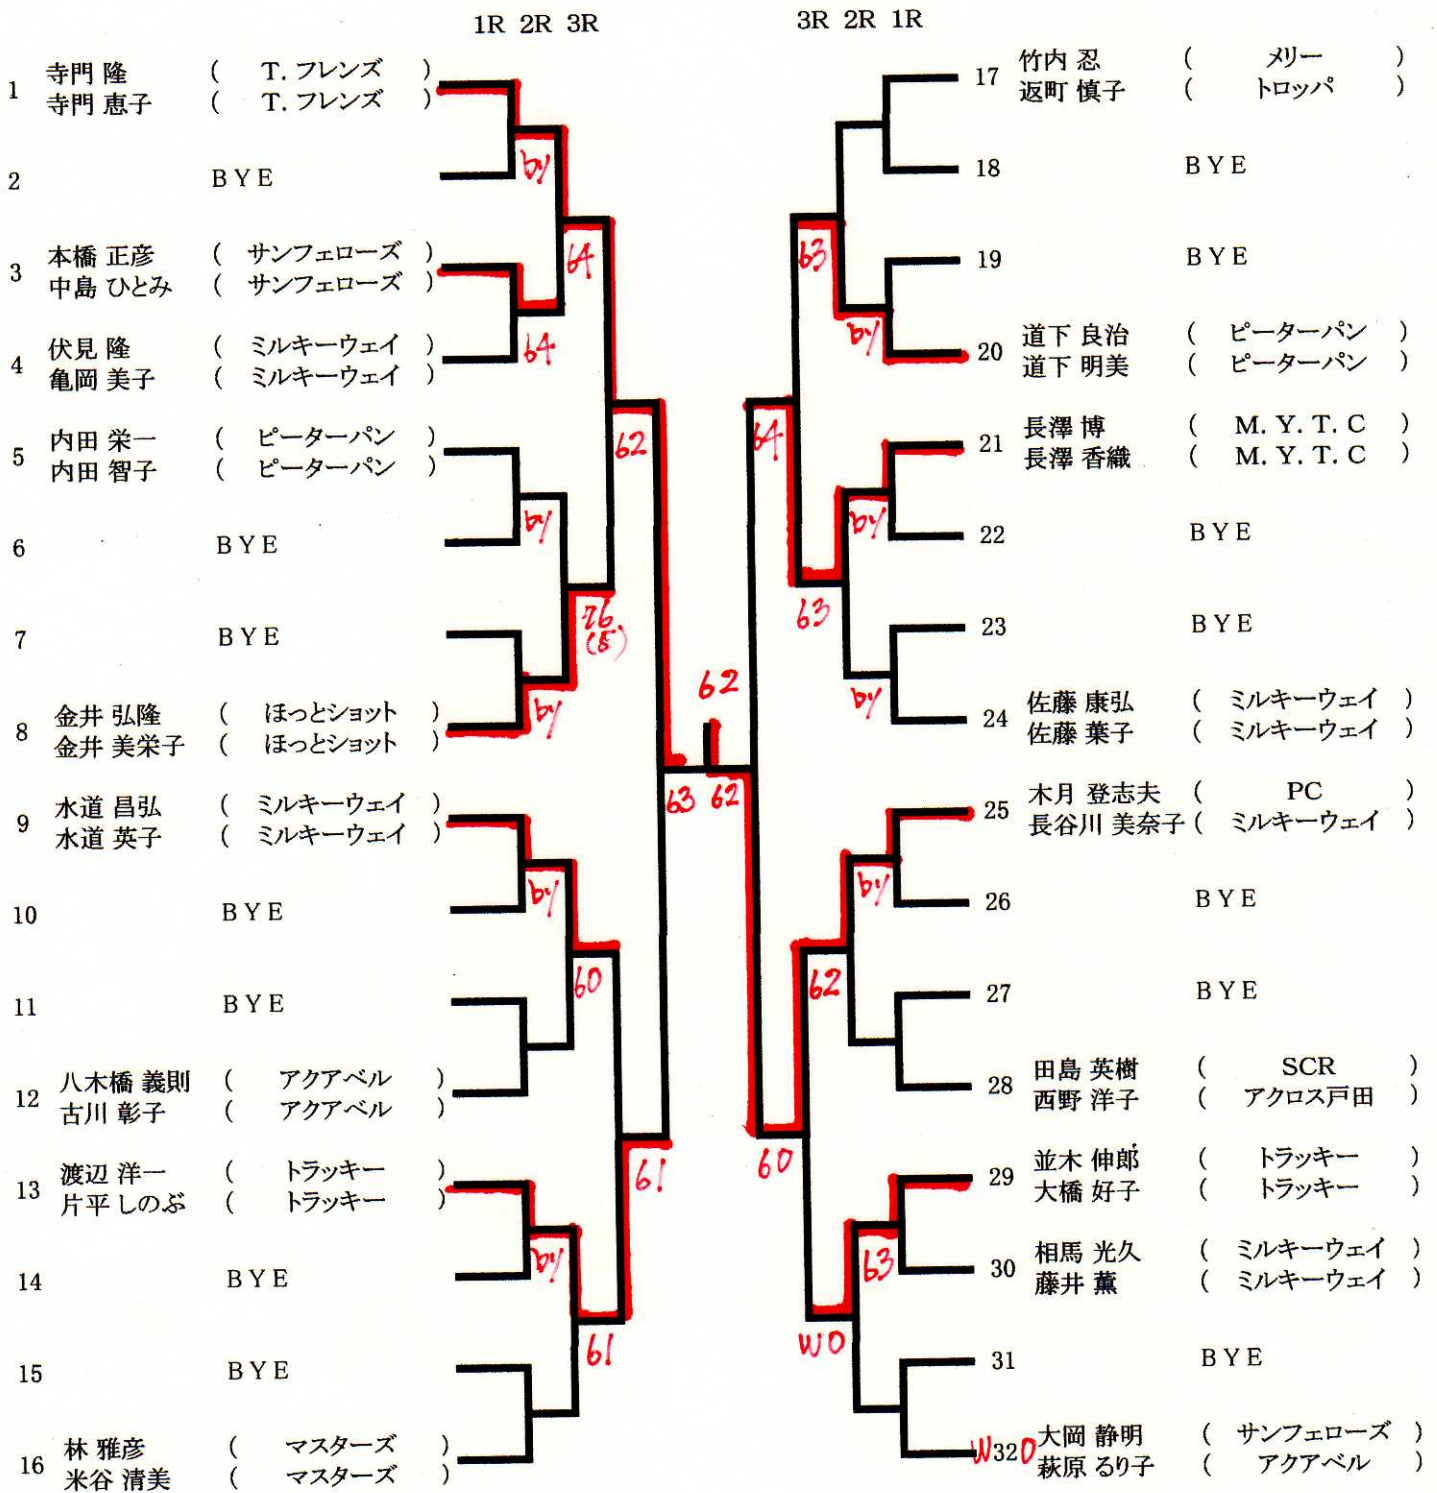 1R 2R 3R
3R 2R 1R
1 寺門 隆 ( T. フレンズ )
寺門 恵子 ( T. フレンズ )
by
2 BYE
64
3 本橋 正彦 ( サンフェローズ )
中島 ひとみ ( サンフェローズ )
64
4 伏見 隆 ( ミルキーウェイ )
亀岡 美子 ( ミルキーウェイ )
62
5 内田 栄一 ( ピーターパン )
内田 智子 ( ピーターパン )
by
6 BYE
76
(5)
7 BYE
by
8 金井 弘隆 ( ほっとショット )
金井 美栄子 ( ほっとショット )
63
9 水道 昌弘 ( ミルキーウェイ )
水道 英子 ( ミルキーウェイ )
by
10 BYE
60
11 BYE
12 八木橋 義則 ( アクアベル )
古川 彰子 ( アクアベル )
61
13 渡辺 洋一 ( トラッキー )
片平 しのぶ ( トラッキー )
by
14 BYE
61
15 BYE
16 林 雅彦 ( マスターズ )
米谷 清美 ( マスターズ )
62
62
17 竹内 忍 ( メリー )
返町 慎子 ( トロッパ )
18 BYE
63
19 BYE
by
20 道下 良治 ( ピーターパン )
道下 明美 ( ピーターパン )
64
21 長澤 博 ( M. Y. T. C )
長澤 香織 ( M. Y. T. C )
by
22 BYE
63
23 BYE
by
24 佐藤 康弘 ( ミルキーウェイ )
佐藤 葉子 ( ミルキーウェイ )
25 木月 登志夫 ( PC )
長谷川 美奈子 ( ミルキーウェイ )
by
26 BYE
62
27 BYE
28 田島 英樹 ( SCR )
西野 洋子 ( アクロス戸田 )
60
29 並木 伸郎 ( トラッキー )
大橋 好子 ( トラッキー )
63
30 相馬 光久 ( ミルキーウェイ )
藤井 薫 ( ミルキーウェイ )
WO
31 BYE
W32O 大岡 静明 ( サンフェローズ )
萩原 るり子 ( アクアベル )